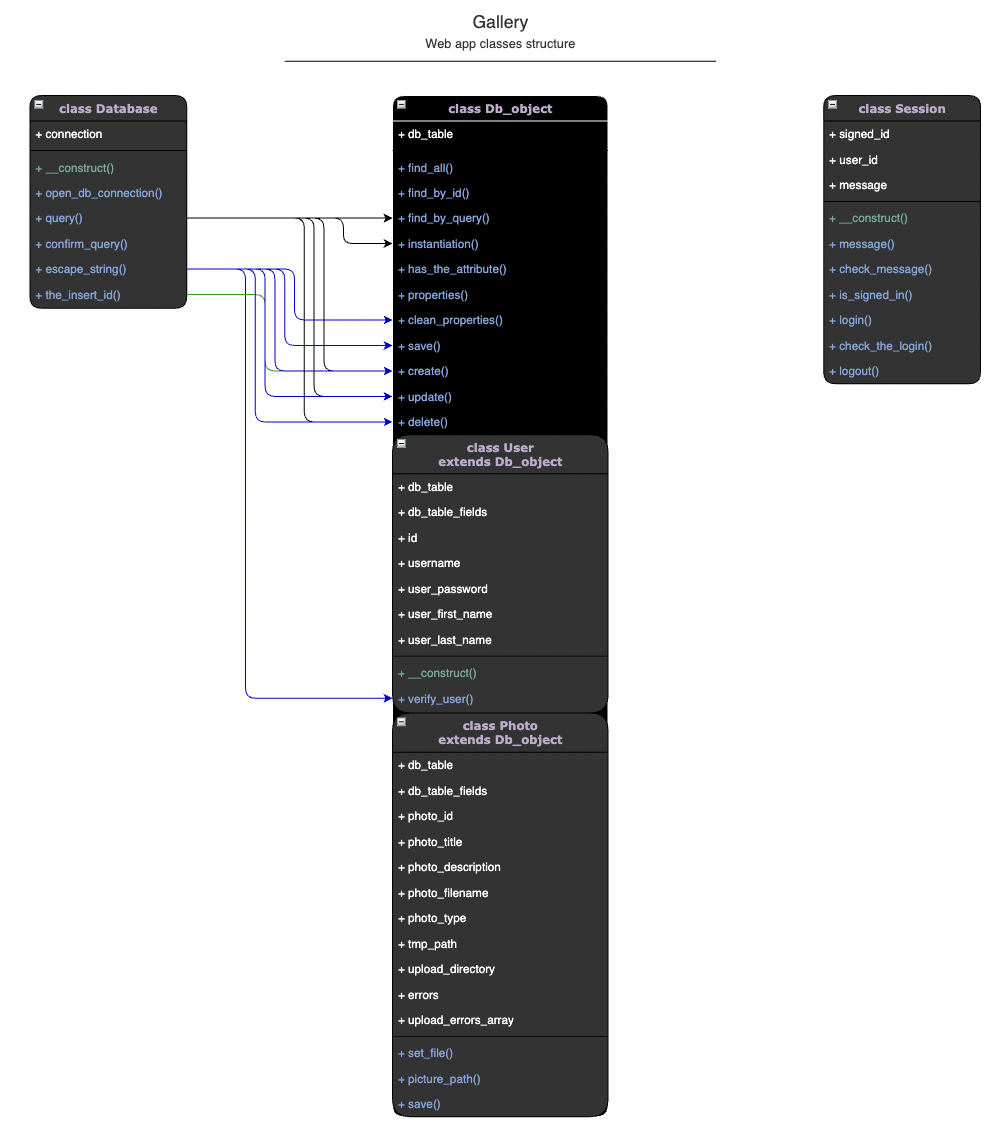 Gallery
Web app classes structure
class Database
+ connection
+ __construct()
+ open_db_connection()
+ query()
+ confirm_query()
+ escape_string()
+ the_insert_id()
class Db_object
+ db_table
+ find_all()
+ find_by_id()
+ find_by_query()
+ instantiation()
+ has_the_attribute()
+ properties()
+ clean_properties()
+ save()
+ create()
+ update()
+ delete()
class User
extends Db_object
+ db_table
+ db_table_fields
+ id
+ username
+ user_password
+ user_first_name
+ user_last_name
+ __construct()
+ verify_user()
class Photo
extends Db_object
+ db_table
+ db_table_fields
+ photo_id
+ photo_title
+ photo_description
+ photo_filename
+ photo_type
+ tmp_path
+ upload_directory
+ errors
+ upload_errors_array
+ set_file()
+ picture_path()
+ save()
class Session
+ signed_id
+ user_id
+ message
+ __construct()
+ message()
+ check_message()
+ is_signed_in()
+ login()
+ check_the_login()
+ logout()